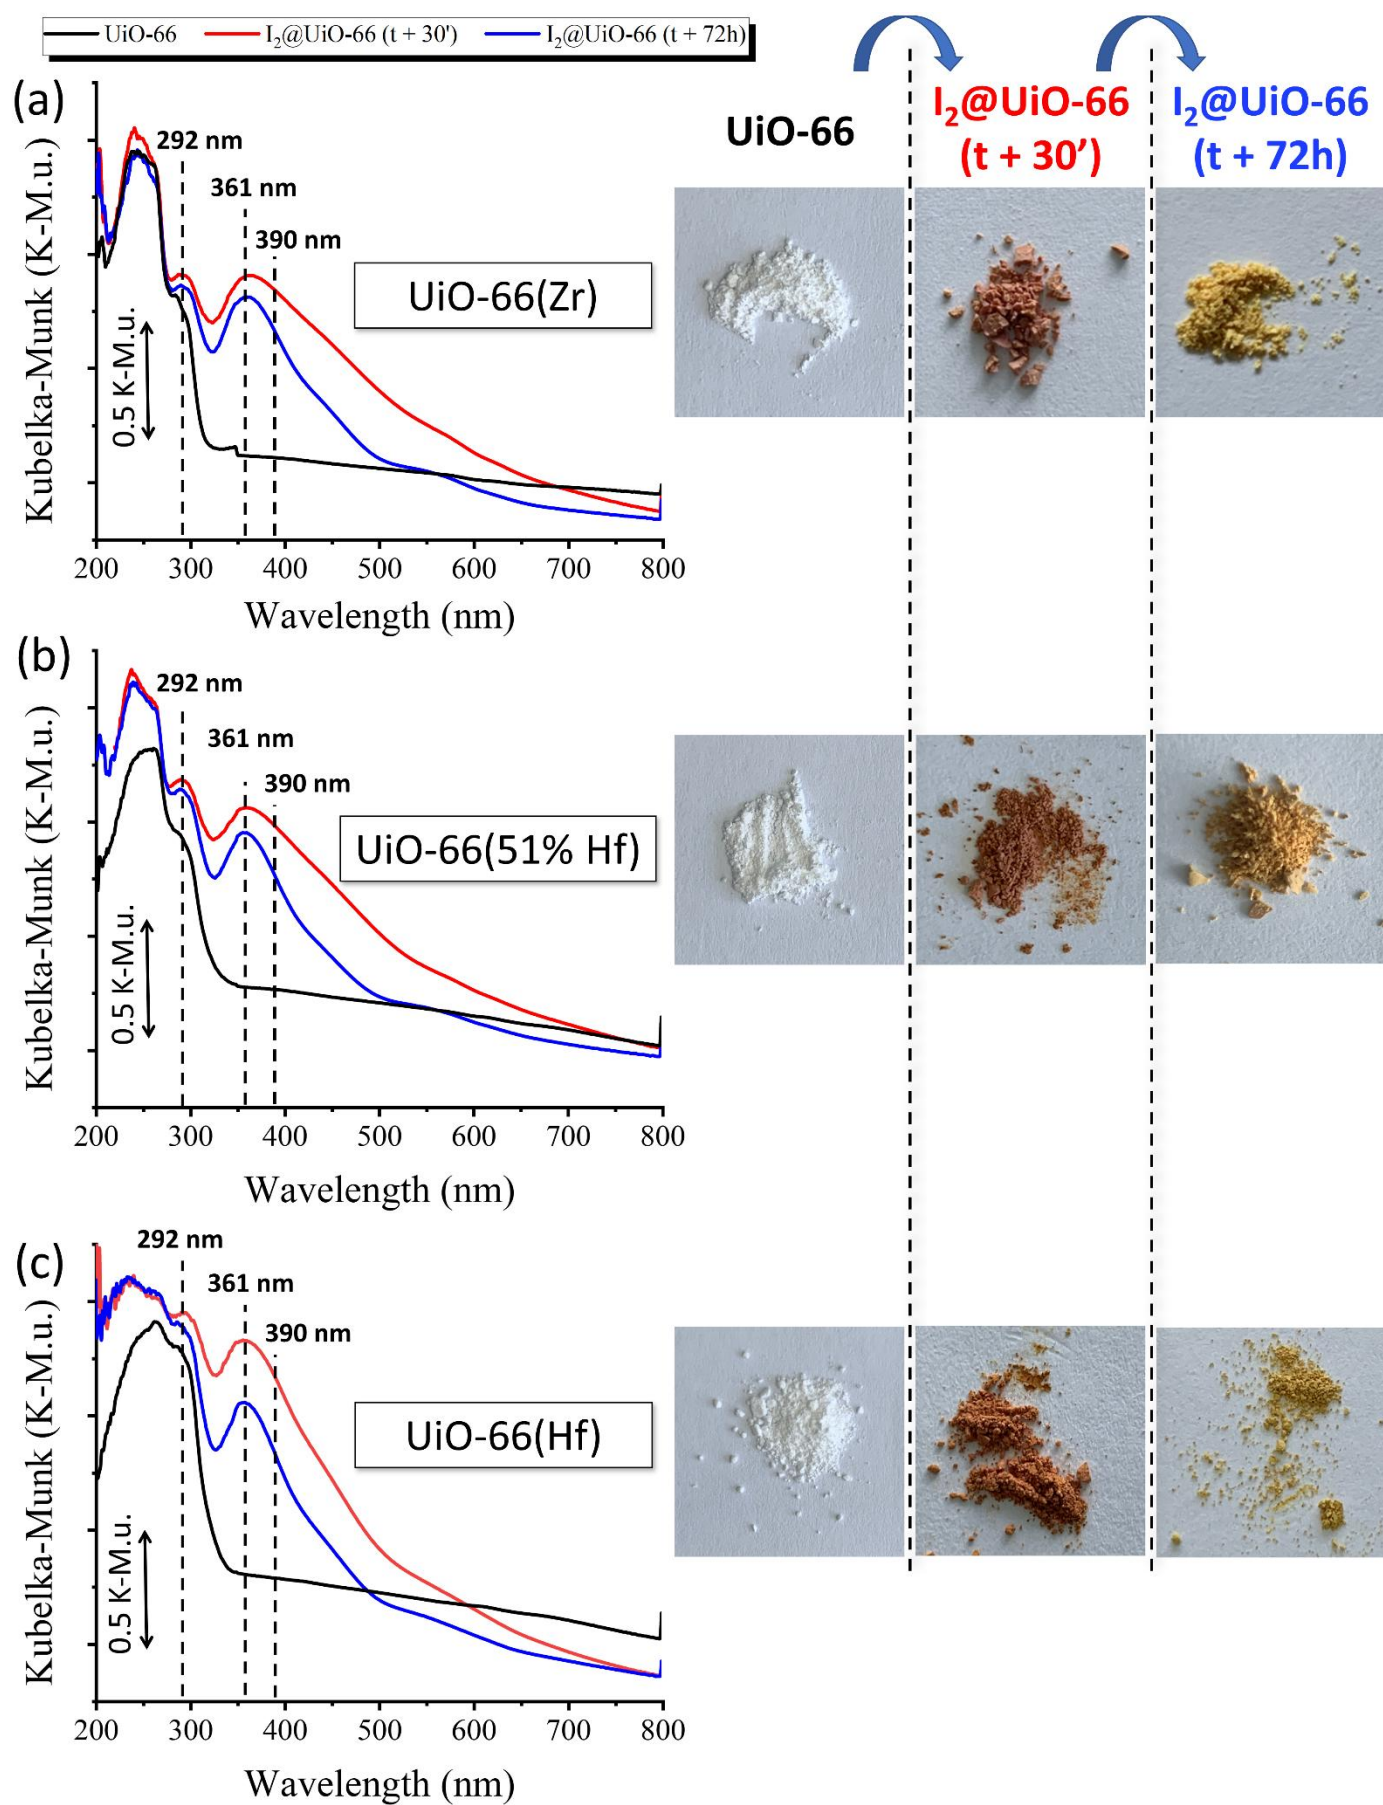 UiO-66 I₂@UiO-66 (t + 30') I₂@UiO-66 (t + 72h)
UiO-66
I₂@UiO-66
(t + 30’)
I₂@UiO-66
(t + 72h)
(a)
Kubelka-Munk (K-M.u.)
292 nm
361 nm
390 nm
UiO-66(Zr)
0.5 K-M.u.
200 300 400 500 600 700 800
Wavelength (nm)
(b)
Kubelka-Munk (K-M.u.)
292 nm
361 nm
390 nm
UiO-66(51% Hf)
0.5 K-M.u.
200 300 400 500 600 700 800
Wavelength (nm)
(c)
Kubelka-Munk (K-M.u.)
292 nm
361 nm
390 nm
UiO-66(Hf)
0.5 K-M.u.
200 300 400 500 600 700 800
Wavelength (nm)